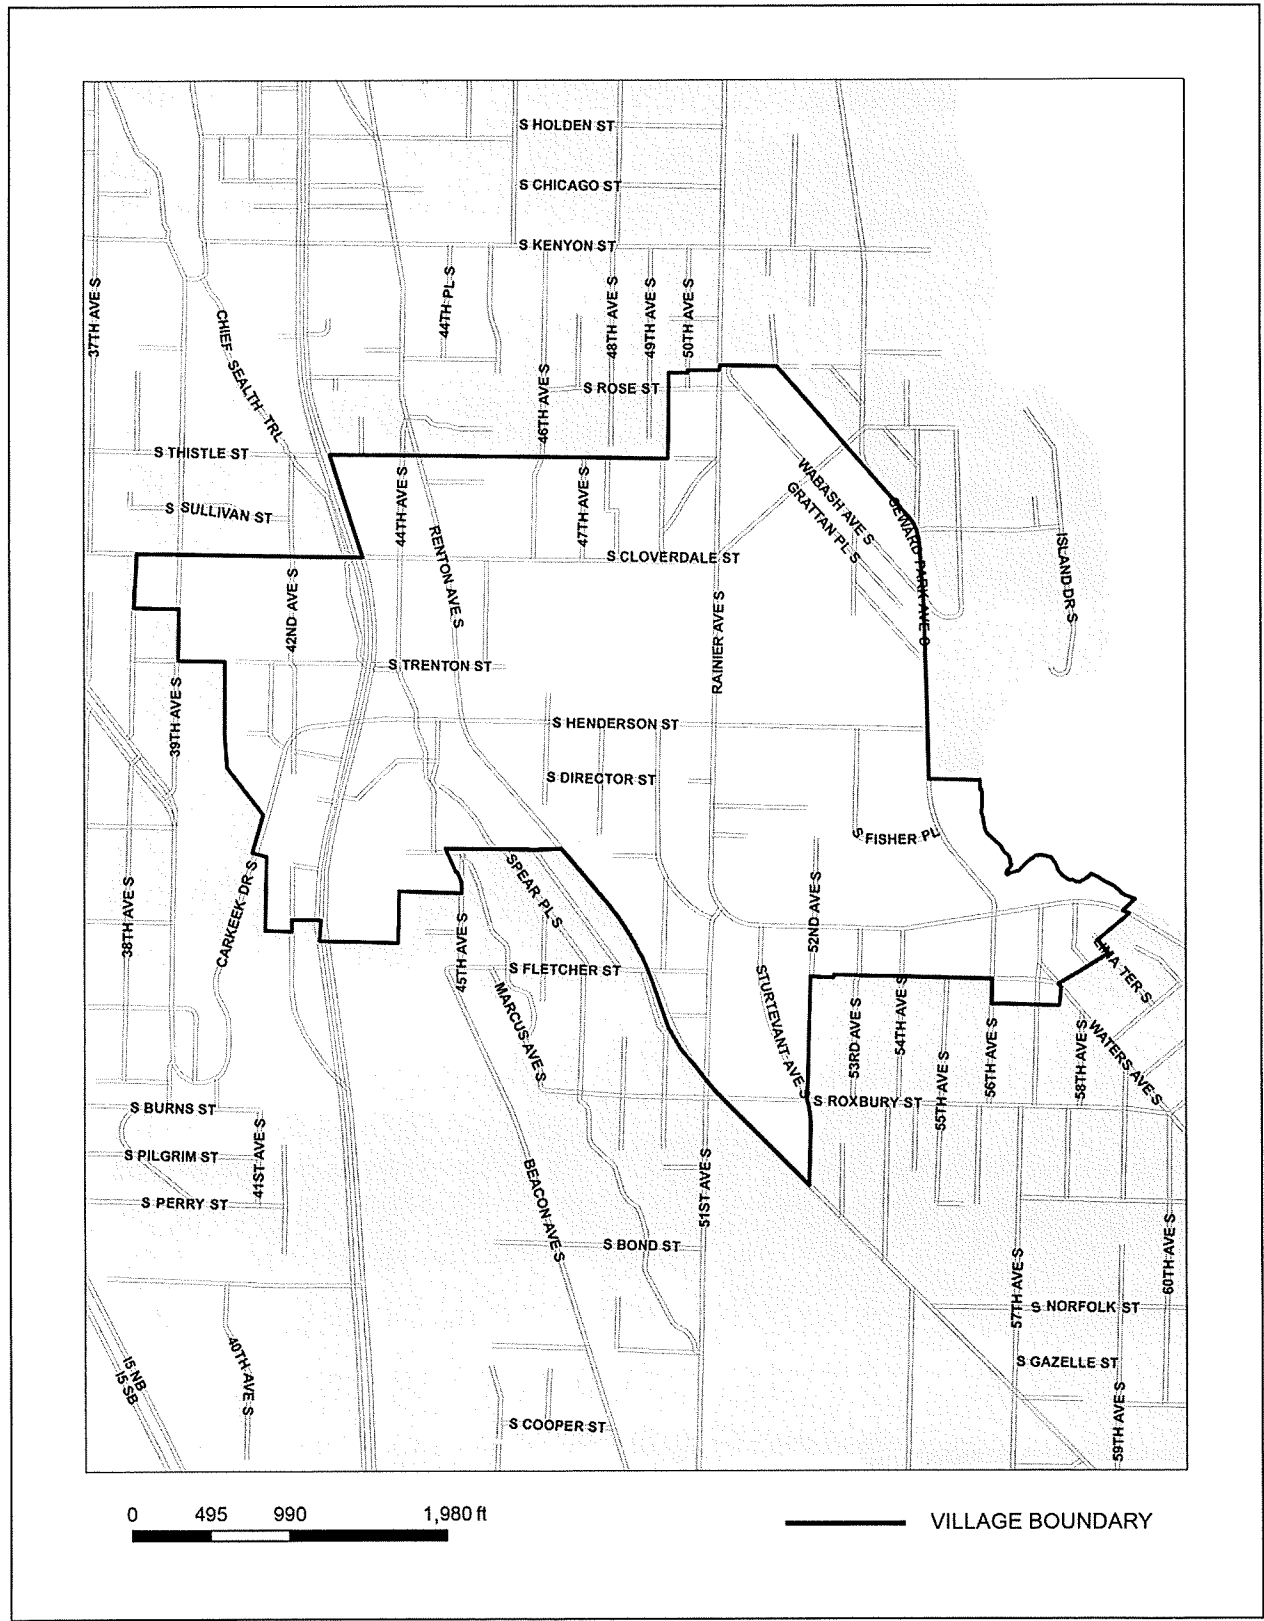 S HOLDEN ST
S CHICAGO ST
S KENYON ST
37TH AVE S
CHIEF SEALTH TRL
44TH PL S
46TH AVE S
48TH AVE S
49TH AVE S
50TH AVE S
S ROSE ST
S THISTLE ST
S SULLIVAN ST
44TH AVE S
RENTON AVE S
47TH AVE S
S CLOVERDALE ST
WABASH AVE S
GRATTAN PL S
SEWARD PARK AVE S
ISLAND DR S
42ND AVE S
RAINIER AVE S
S TRENTON ST
39TH AVE S
S HENDERSON ST
S DIRECTOR ST
S FISHER PL
38TH AVE S
CARKEEK DR S
45TH AVE S
SPEAR PL S
S FLETCHER ST
MARCUS AVE S
52ND AVE S
STURTEVANT AVE S
53RD AVE S
54TH AVE S
55TH AVE S
56TH AVE S
58TH AVE S
LIMA TER S
WATERS AVE S
S BURNS ST
S ROXBURY ST
S PILGRIM ST
41ST AVE S
S PERRY ST
BEACON AVE S
51ST AVE S
S BOND ST
57TH AVE S
60TH AVE S
S NORFOLK ST
S GAZELLE ST
I5 NB
I5 SB
40TH AVE S
S COOPER ST
59TH AVE S
0 495 990 1,980 ft
VILLAGE BOUNDARY